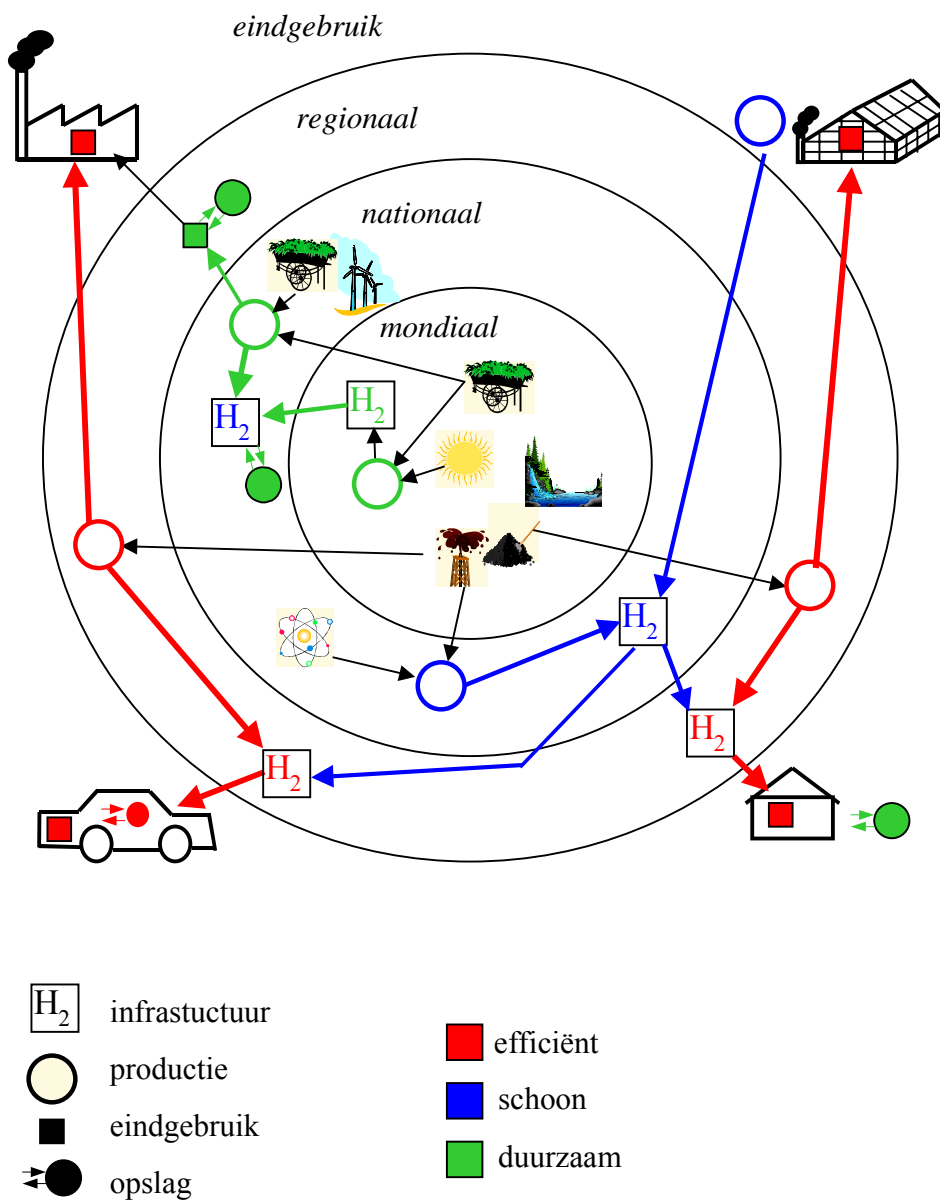 eindgebruik
regionaal
nationaal
mondiaal
H2
H2
H2
H2
H2
H2 infrastuctuur
productie
eindgebruik
opslag
efficiënt
schoon
duurzaam